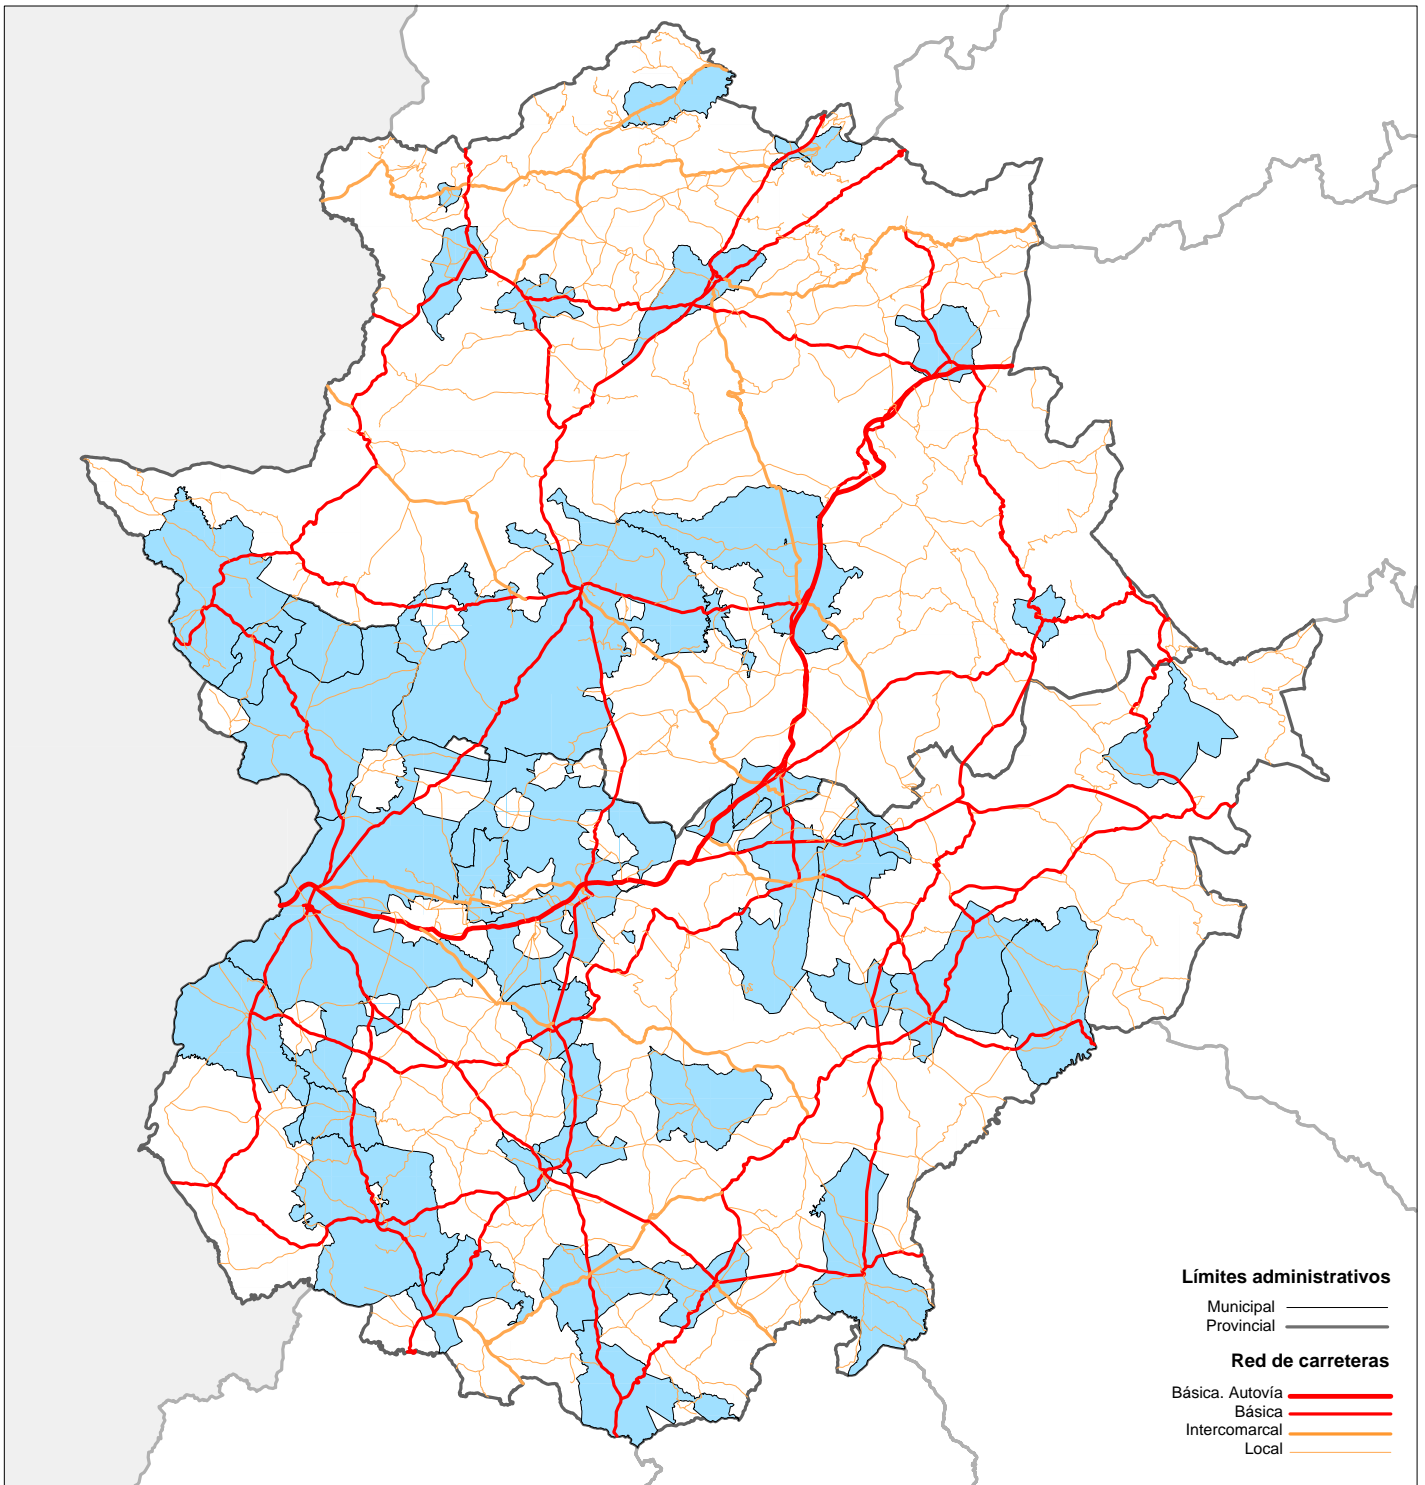 Límites administrativos
Municipal
Provincial
Red de carreteras
Básica. Autovía
Básica
Intercomarcal
Local